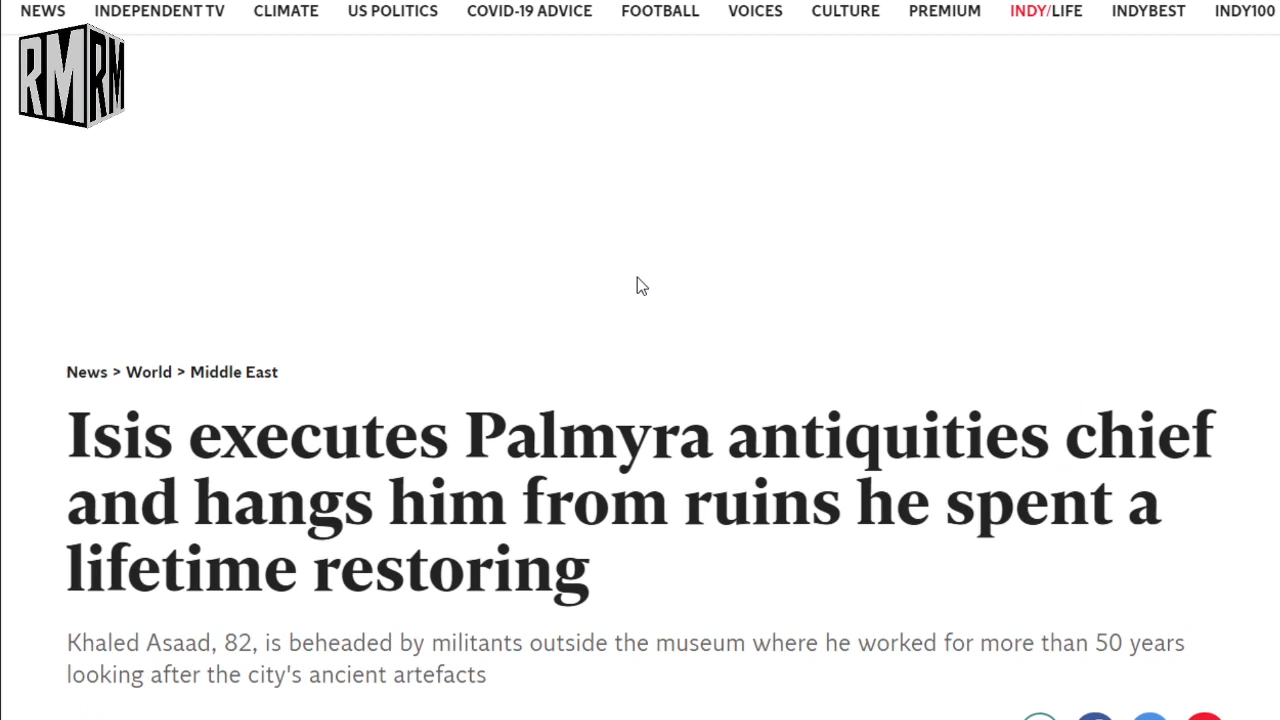 NEWS INDEPENDENT TV CLIMATE US POLITICS COVID-19 ADVICE FOOTBALL VOICES CULTURE PREMIUM INDY/LIFE INDYBEST INDY100
RM RM
News > World > Middle East
Isis executes Palmyra antiquities chief
and hangs him from ruins he spent a
lifetime restoring
Khaled Asaad, 82, is beheaded by militants outside the museum where he worked for more than 50 years
looking after the city's ancient artefacts